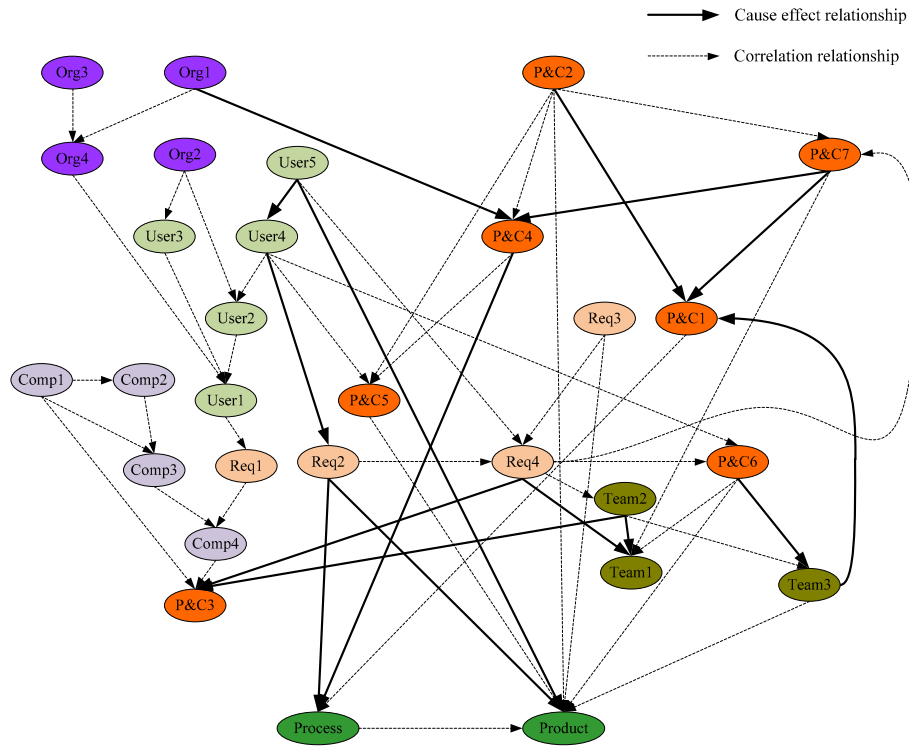 Cause effect relationship
Correlation relationship
Org3
Org1
P&C2
Org4
Org2
User5
P&C7
User3
User4
P&C4
User2
Req3
P&C1
Comp1
Comp2
User1
P&C5
Comp3
Req1
Req2
Req4
P&C6
Team2
Comp4
Team1
Team3
P&C3
Process
Product